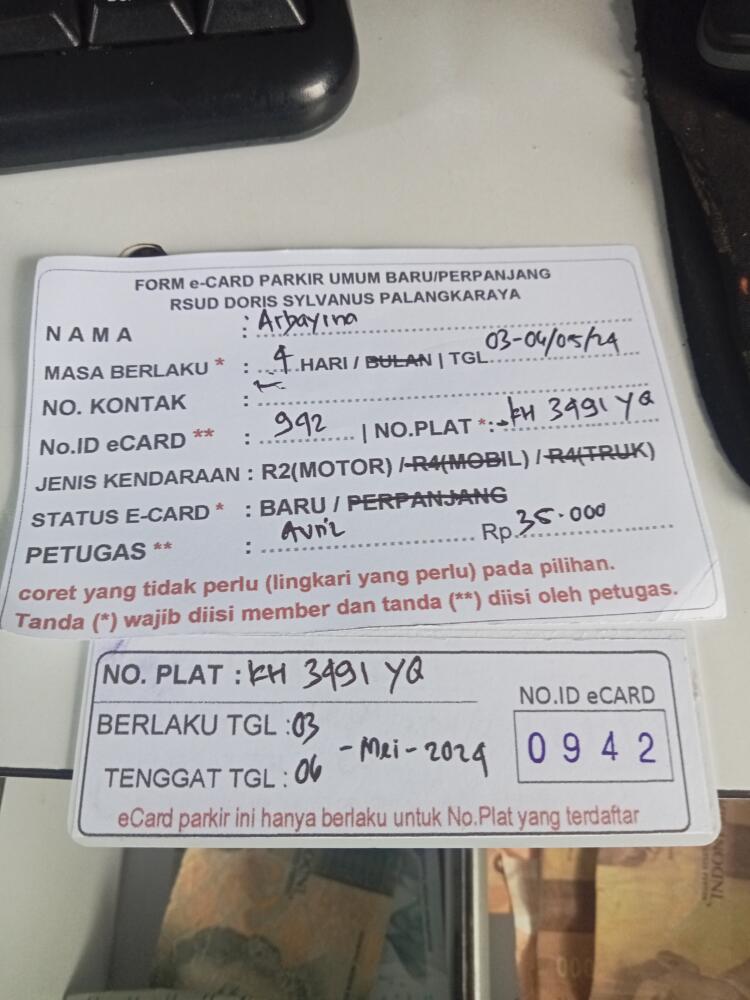 FORM e-CARD PARKIR UMUM BARU/PERPANJANG
RSUD DORIS SYLVANUS PALANGKARAYA
NAMA : Arbayina
MASA BERLAKU * : 4 HARI / BULAN | TGL 03-06/05/24
NO. KONTAK :
No.ID eCARD ** : 942 | NO.PLAT *: KH 3491 YQ
JENIS KENDARAAN : R2(MOTOR) / R4(MOBIL) / R4(TRUK)
STATUS E-CARD * : BARU / PERPANJANG
PETUGAS ** : Avril Rp. 35.000
coret yang tidak perlu (lingkari yang perlu) pada pilihan.
Tanda (*) wajib diisi member dan tanda (**) diisi oleh petugas.
NO. PLAT : KH 3491 YQ
NO.ID eCARD
0942
BERLAKU TGL : 03
TENGGAT TGL : 06 - Mei - 2024
eCard parkir ini hanya berlaku untuk No.Plat yang terdaftar